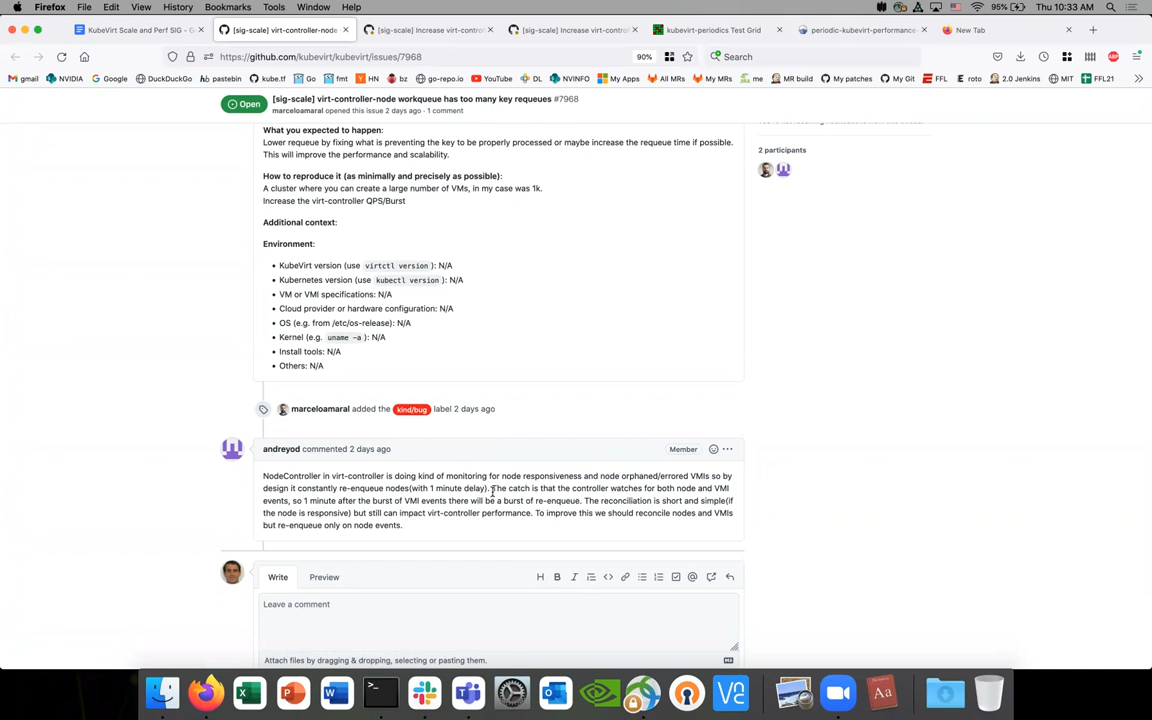 Firefox File Edit View History Bookmarks Tools Window Help 95% Thu 10:33 AM
KubeVirt Scale and Perf SIG - G [sig-scale] virt-controller-node [sig-scale] Increase virt-contro [sig-scale] Increase virt-contro kubevirt-periodics Test Grid periodic-kubevirt-performance New Tab
https://github.com/kubevirt/kubevirt/issues/7968 90% Search
gmail NVIDIA Google DuckDuckGo pastebin kube.tf Go fmt HN bz go-repo.io YouTube DL NVINFO My Apps All MRs My MRs me MR build My patches My Git FFL eroto 2.0 Jenkins MIT FFL21
Open [sig-scale] virt-controller-node workqueue has too many key requeues #7968
marceloamaral opened this issue 2 days ago · 1 comment
What you expected to happen:
Lower requeue by fixing what is preventing the key to be properly processed or maybe increase the requeue time if possible.
This will improve the performance and scalability.
2 participants
How to reproduce it (as minimally and precisely as possible):
A cluster where you can create a large number of VMs, in my case was 1k.
Increase the virt-controller QPS/Burst
Additional context:
Environment:
• KubeVirt version (use virtctl version ): N/A
• Kubernetes version (use kubectl version ): N/A
• VM or VMI specifications: N/A
• Cloud provider or hardware configuration: N/A
• OS (e.g. from /etc/os-release): N/A
• Kernel (e.g. uname -a ): N/A
• Install tools: N/A
• Others: N/A
marceloamaral added the kind/bug label 2 days ago
andreyod commented 2 days ago Member
NodeController in virt-controller is doing kind of monitoring for node responsiveness and node orphaned/errored VMIs so by
design it constantly re-enqueue nodes(with 1 minute delay). The catch is that the controller watches for both node and VMI
events, so 1 minute after the burst of VMI events there will be a burst of re-enqueue. The reconciliation is short and simple(if
the node is responsive) but still can impact virt-controller performance. To improve this we should reconcile nodes and VMIs
but re-enqueue only on node events.
Write Preview
Leave a comment
Attach files by dragging & dropping, selecting or pasting them.